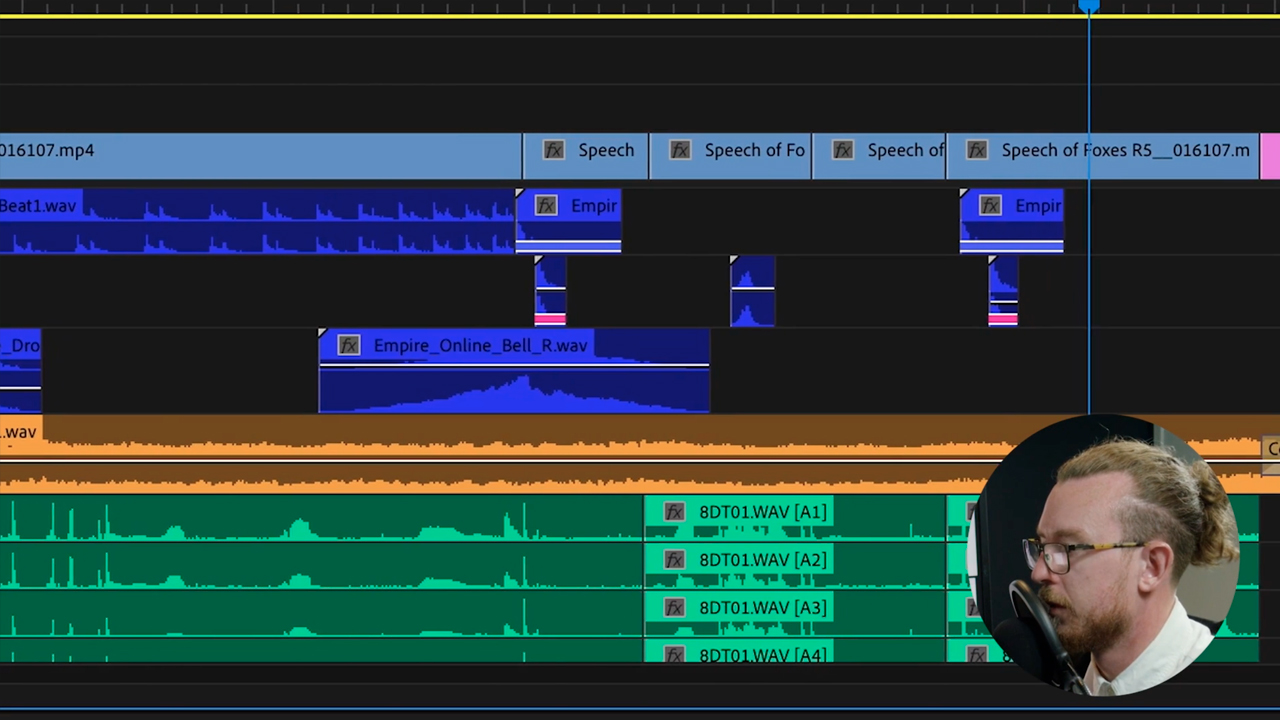 016107.mp4
fx Speech
fx Speech of Fo
fx Speech of
fx Speech of Foxes R5__016107.m
Beat1.wav
fx Empir
fx Empir
_Dro
fx Empire_Online_Bell_R.wav
.wav
fx 8DT01.WAV [A1]
fx 8DT01.WAV [A2]
fx 8DT01.WAV [A3]
fx 8DT01.WAV [A4]